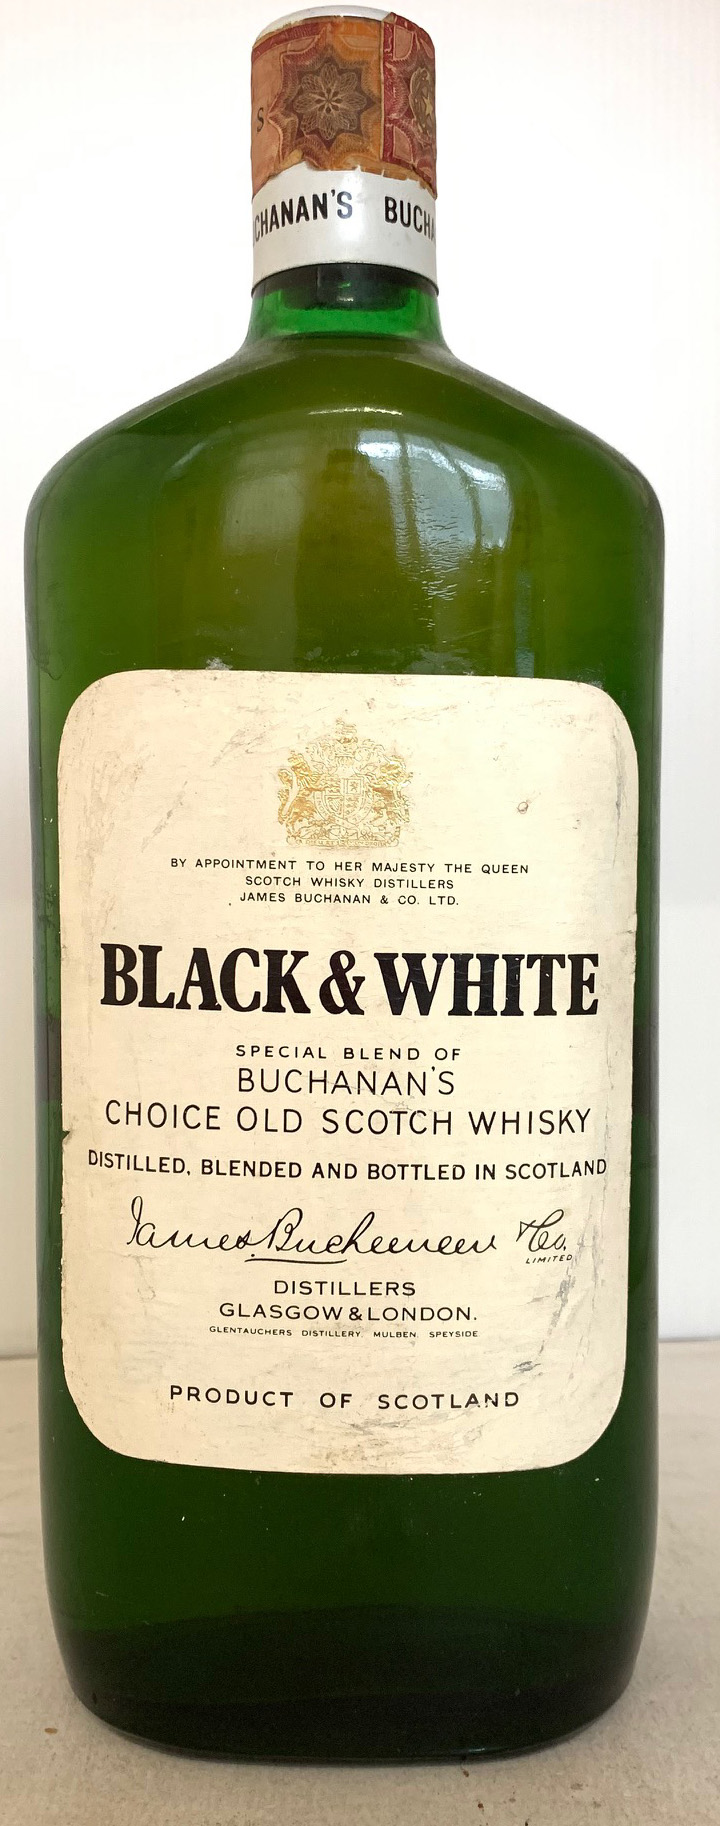 S
CHANAN'S BUCHA
BY APPOINTMENT TO HER MAJESTY THE QUEEN
SCOTCH WHISKY DISTILLERS
JAMES BUCHANAN & CO. LTD.
BLACK & WHITE
SPECIAL BLEND OF
BUCHANAN'S
CHOICE OLD SCOTCH WHISKY
DISTILLED, BLENDED AND BOTTLED IN SCOTLAND
James Buchanan & Co.
LIMITED
DISTILLERS
GLASGOW & LONDON.
GLENTAUCHERS DISTILLERY, MULBEN, SPEYSIDE.
PRODUCT OF SCOTLAND